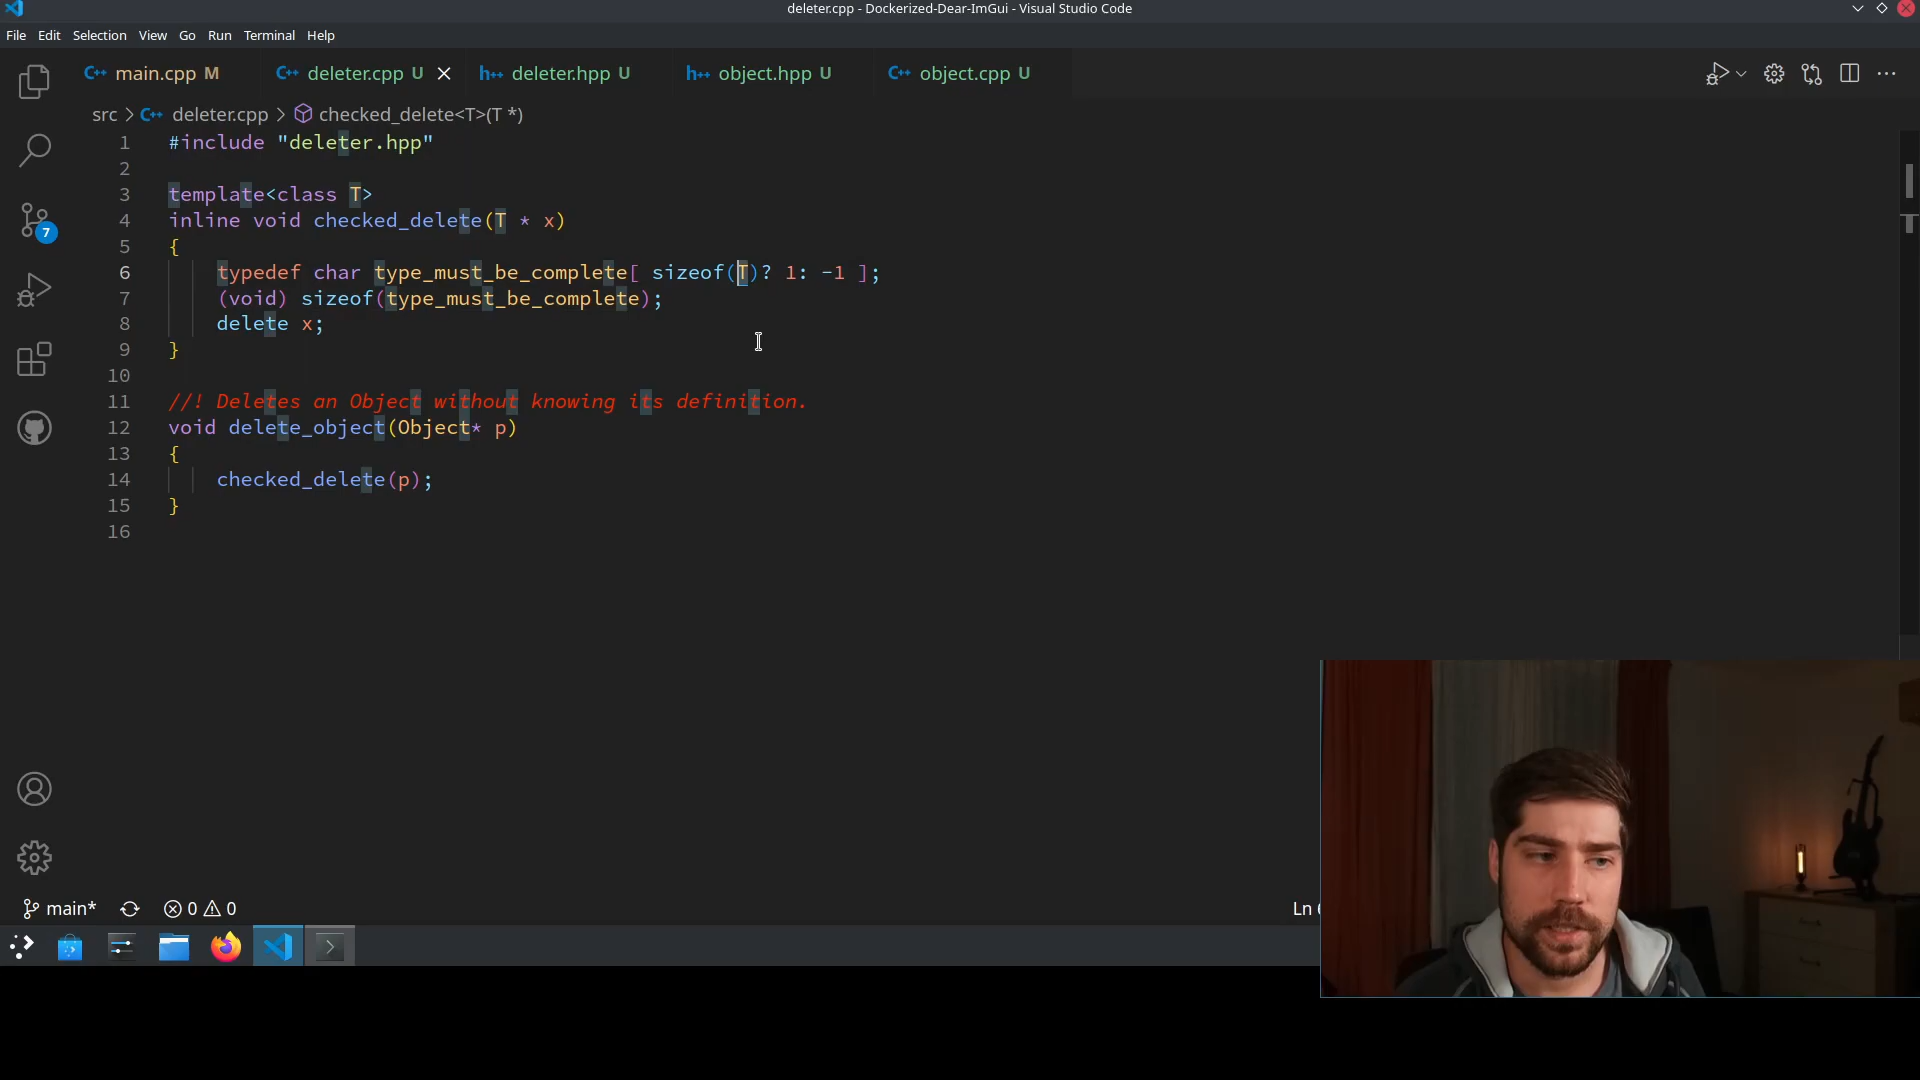 deleter.cpp - Dockerized-Dear-ImGui - Visual Studio Code
File Edit Selection View Go Run Terminal Help
main.cpp M deleter.cpp U deleter.hpp U object.hpp U object.cpp U
src > deleter.cpp > checked_delete<T>(T *)
1 #include "deleter.hpp"
2
3 template<class T>
4 inline void checked_delete(T * x)
5 {
6 typedef char type_must_be_complete[ sizeof(T)? 1: -1 ];
7 (void) sizeof(type_must_be_complete);
8 delete x;
9 }
10
11 //! Deletes an Object without knowing its definition.
12 void delete_object(Object* p)
13 {
14 checked_delete(p);
15 }
16
7
main* 0 0 Ln